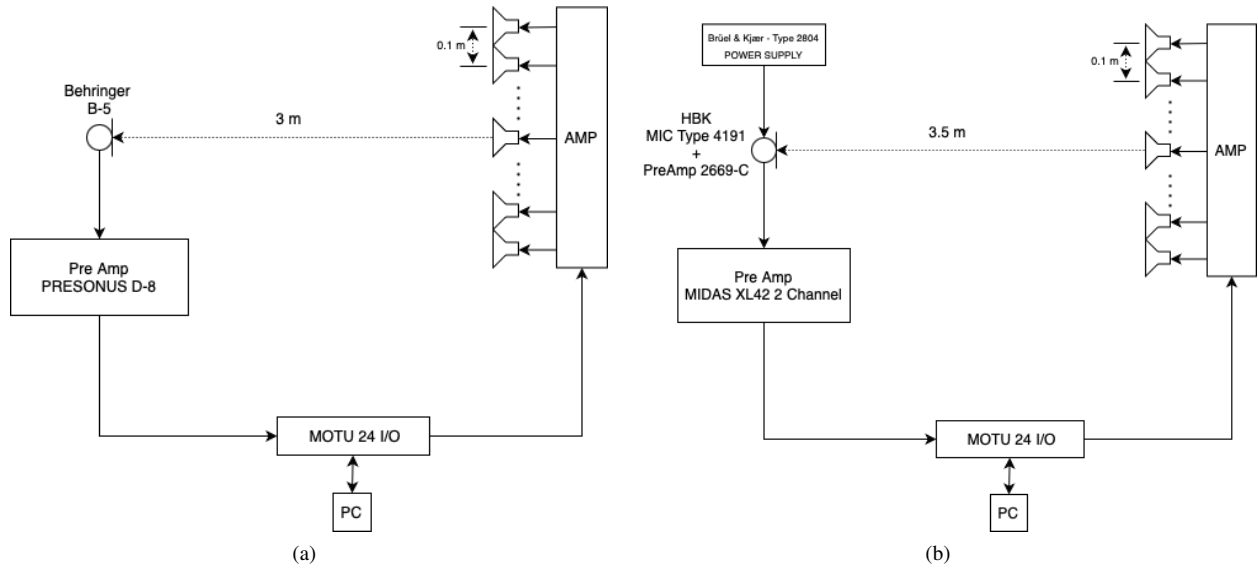 0.1 m
Behringer
B-5
3 m
AMP
Pre Amp
PRESONUS D-8
MOTU 24 I/O
PC
(a)
Brüel & Kjær - Type 2804
POWER SUPPLY
0.1 m
HBK
MIC Type 4191
+
PreAmp 2669-C
3.5 m
AMP
Pre Amp
MIDAS XL42 2 Channel
MOTU 24 I/O
PC
(b)